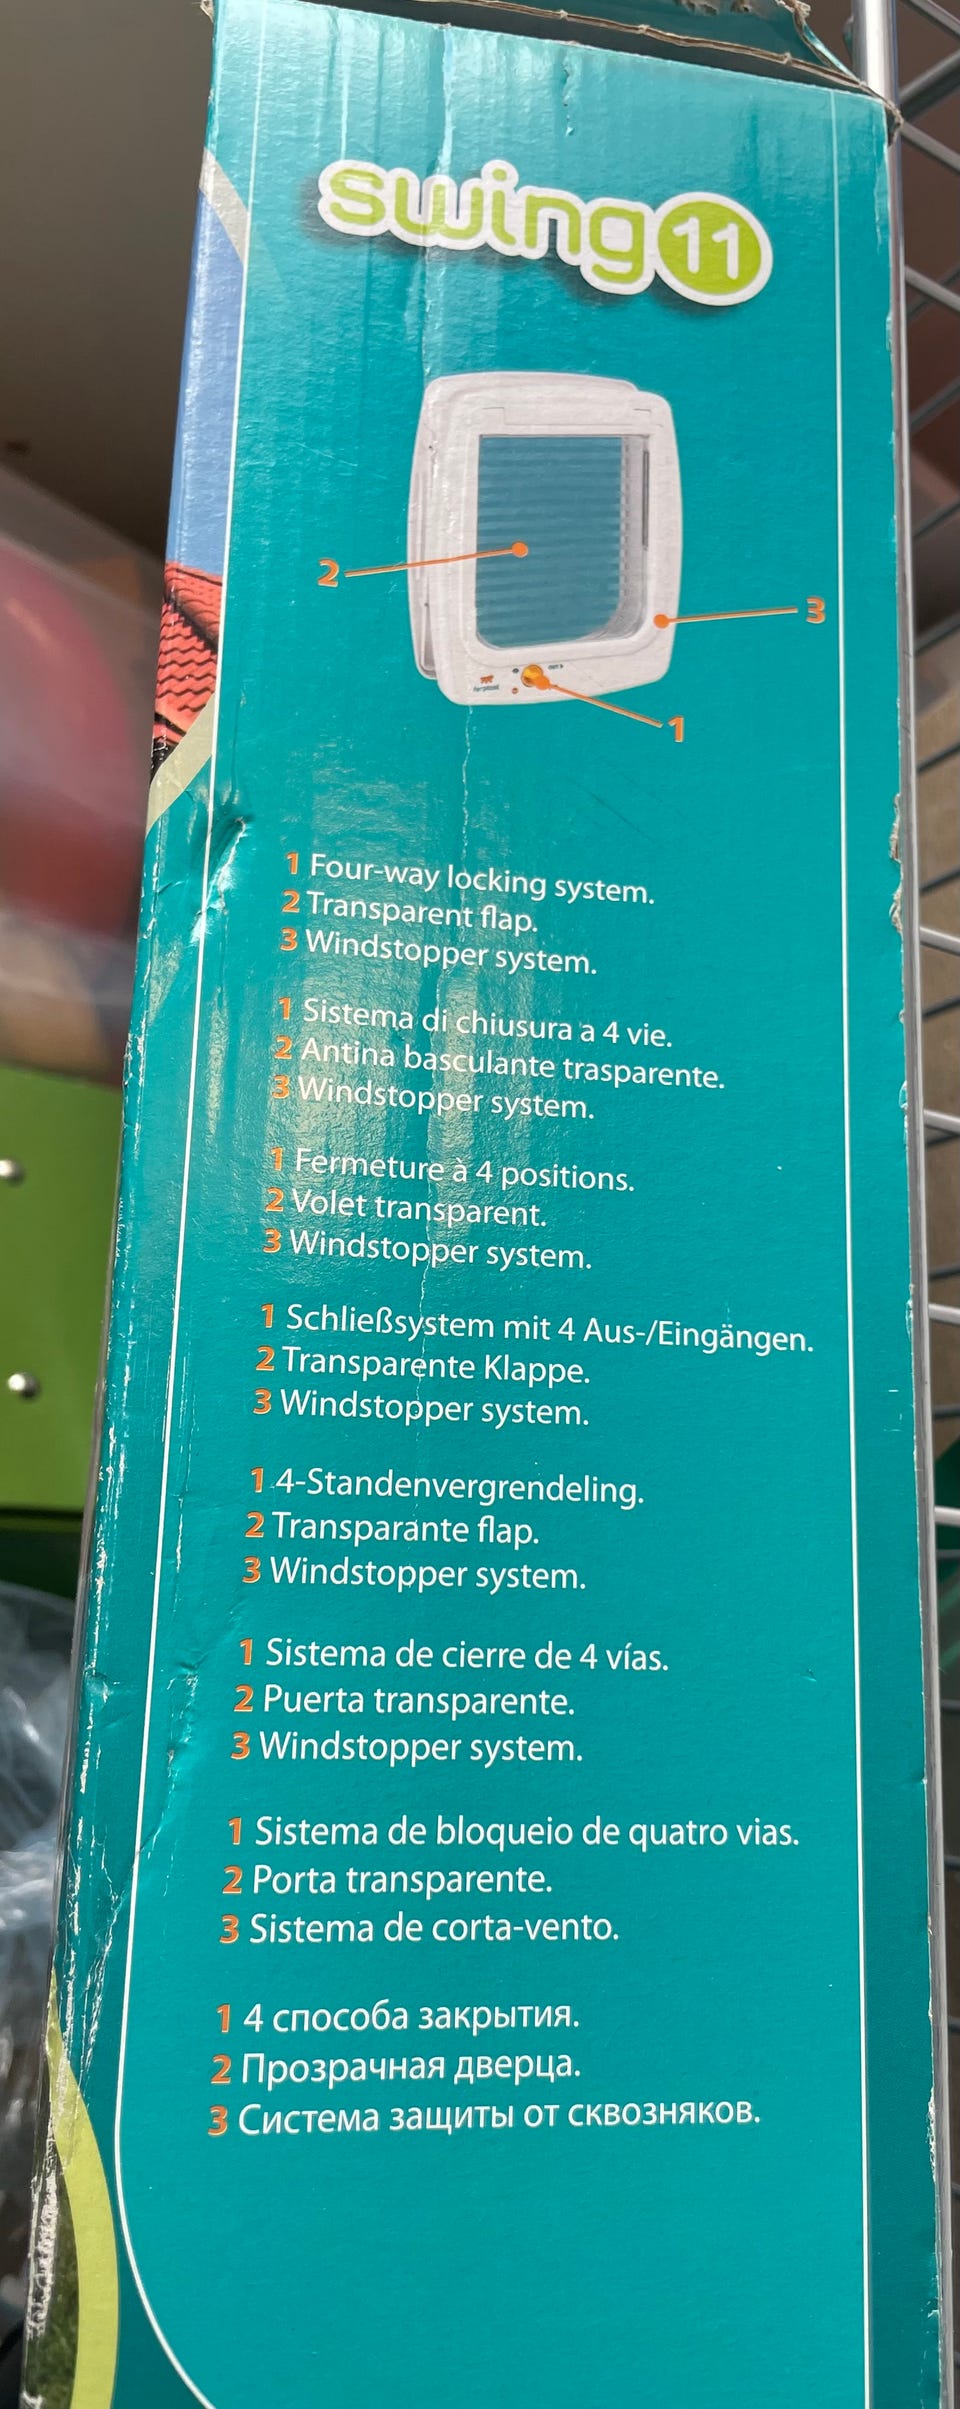 swing 11
2
3
ferplast
OUT
1
1 Four-way locking system.
2 Transparent flap.
3 Windstopper system.
1 Sistema di chiusura a 4 vie.
2 Antina basculante trasparente.
3 Windstopper system.
1 Fermeture à 4 positions.
2 Volet transparent.
3 Windstopper system.
1 Schließsystem mit 4 Aus-/Eingängen.
2 Transparente Klappe.
3 Windstopper system.
1 4-Standenvergrendeling.
2 Transparante flap.
3 Windstopper system.
1 Sistema de cierre de 4 vías.
2 Puerta transparente.
3 Windstopper system.
1 Sistema de bloqueio de quatro vias.
2 Porta transparente.
3 Sistema de corta-vento.
1 4 способа закрытия.
2 Прозрачная дверца.
3 Система защиты от сквозняков.